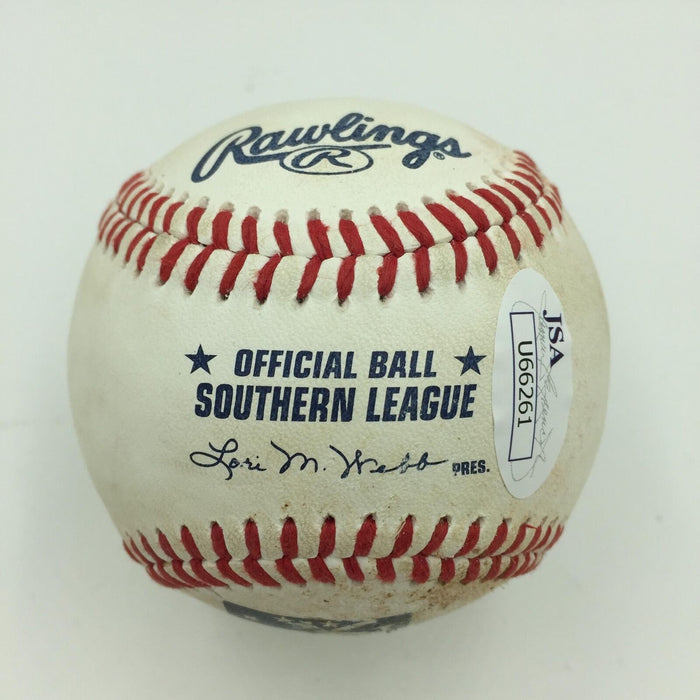 Rawlings
R
OFFICIAL BALL
SOUTHERN LEAGUE
Lori M. Webb PRES.
JSA
U66261